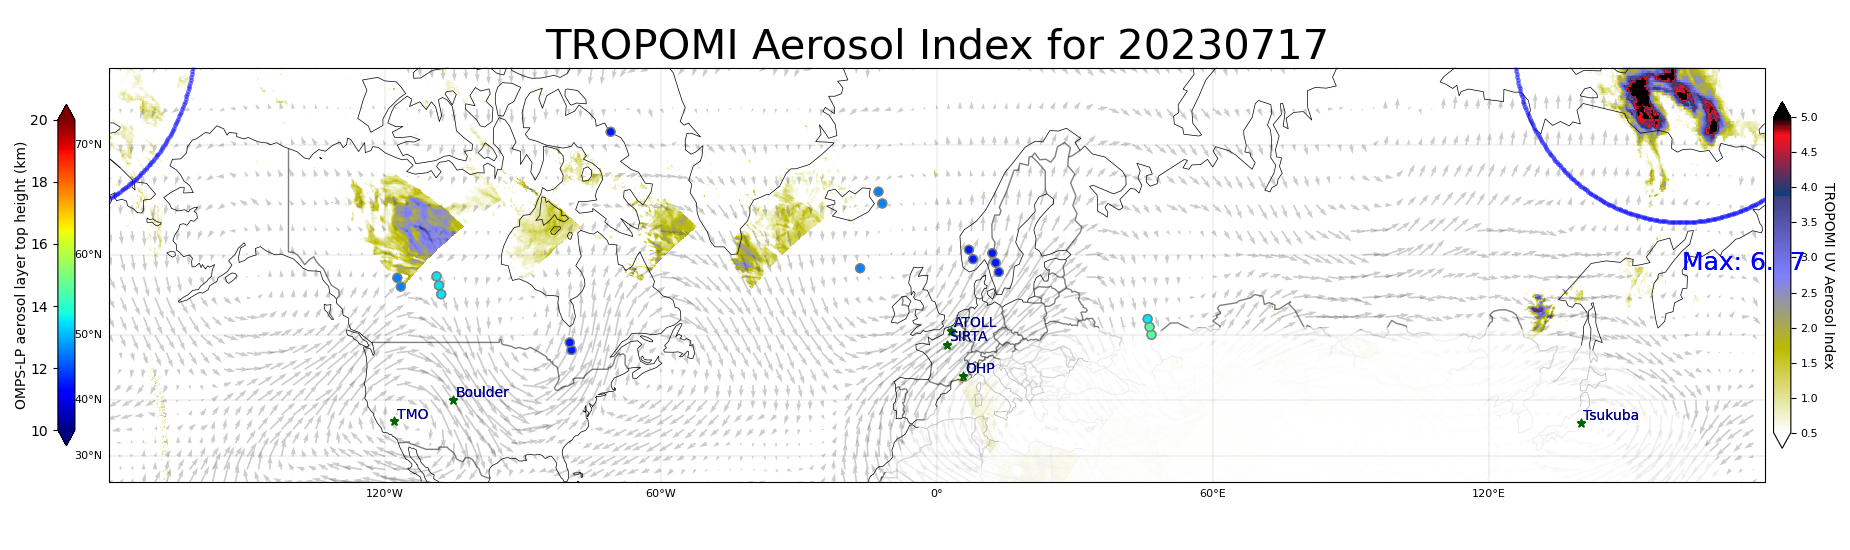 TROPOMI Aerosol Index for 20230717
OMPS-LP aerosol layer top height (km)
20
18
16
14
12
10
70°N
60°N
50°N
40°N
30°N
120°W
60°W
0°
60°E
120°E
ATOLL
SIRTA
OHP
Boulder
TMO
Tsukuba
Max:
5.0
4.5
4.0
3.5
3.0
2.5
2.0
1.5
1.0
0.5
TROPOMI UV Aerosol Index